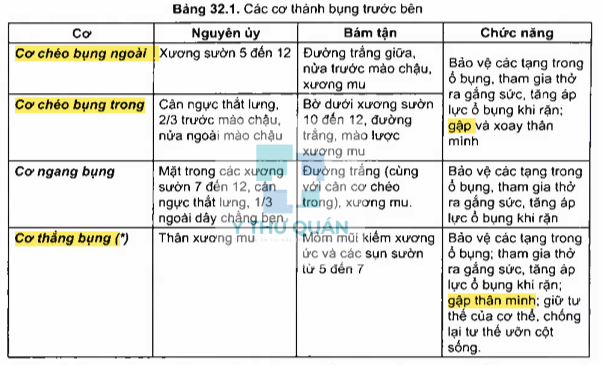 Bảng 32.1. Các cơ thành bụng trước bên
Cơ
Nguyên ủy
Bám tận
Chức năng
Cơ chéo bụng ngoài
Xương sườn 5 đến 12
Đường trắng giữa,
nửa trước mào chậu,
xương mu
Bảo vệ các tạng trong
ổ bụng, tham gia thở
ra gắng sức, tăng áp
lực ổ bụng khi rặn;
gập và xoay thân
mình
Cơ chéo bụng trong
Cân ngực thắt lưng,
2/3 trước mào chậu,
nửa ngoài mào chậu
Bờ dưới xương sườn
10 đến 12, đường
trắng, mào lược
xương mu
Cơ ngang bụng
Mặt trong các xương
sườn 7 đến 12, cân
ngực thắt lưng, 1/3
ngoài dây chằng bẹn
Đường trắng (cùng
với cân cơ chéo
trong), xương mu.
Bảo vệ các tạng trong
ổ bụng, tham gia thở
ra gắng sức, tăng áp
lực ổ bụng khi rặn
Cơ thẳng bụng (*)
Thân xương mu
Mỏm mũi kiếm xương
ức và các sụn sườn
từ 5 đến 7
Bảo vệ các tạng trong
ổ bụng; tham gia thở
ra gắng sức, tăng áp
lực ổ bụng khi rặn;
gập thân mình; giữ tư
thế của cơ thể, chống
lại tư thế ưỡn cột
sống.
Y THƯ QUÁN